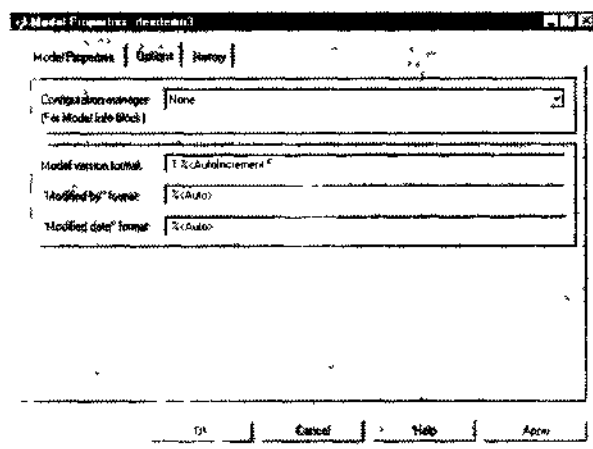 Model Properties
Model Properties Options History
Configuration manager None
(For Model Info Block)
Model version format: 1.%<AutoIncrement
"Modified by" format: %<Auto>
"Modified date" format: %<Auto>
Cancel Help Apply